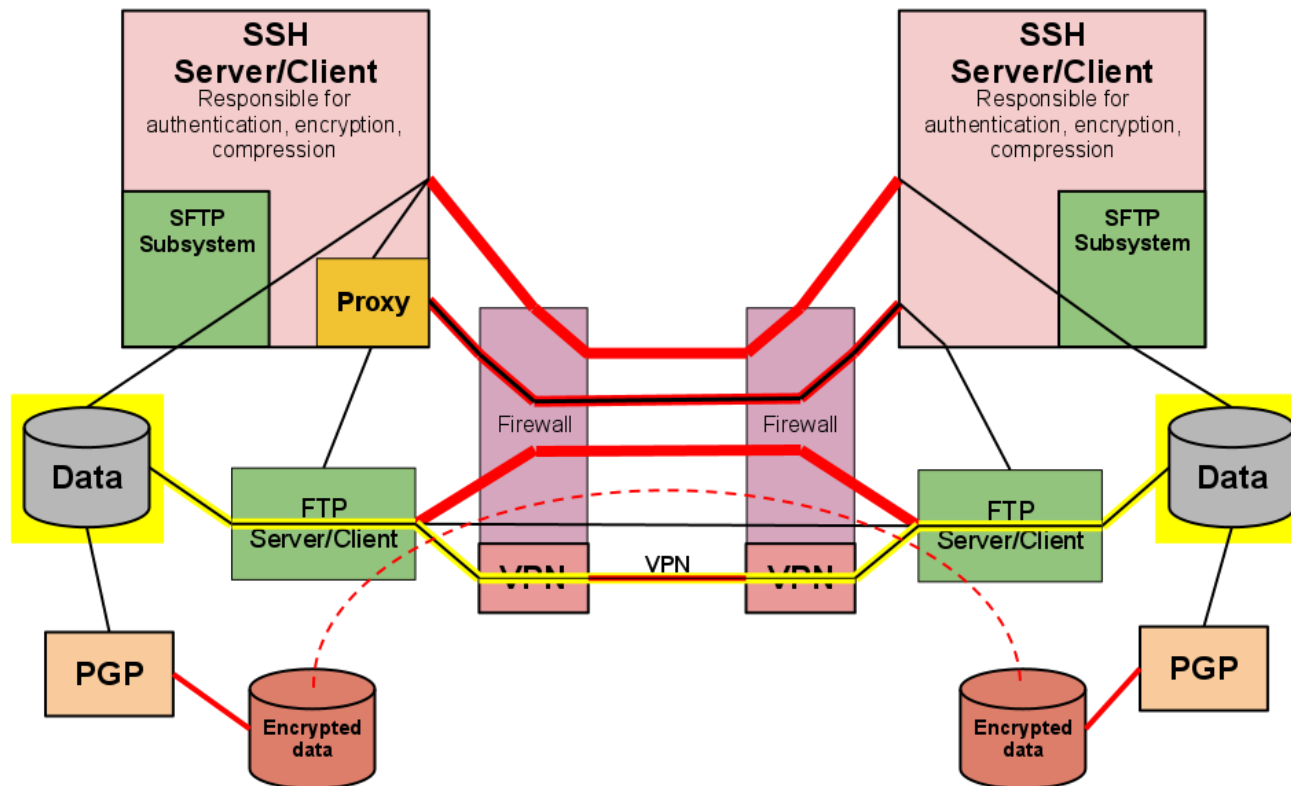 SSH
Server/Client
Responsible for
authentication, encryption,
compression
SFTP
Subsystem
Proxy
SSH
Server/Client
Responsible for
authentication, encryption,
compression
SFTP
Subsystem
Firewall
Firewall
Data
FTP
Server/Client
VPN
VPN
VPN
FTP
Server/Client
Data
PGP
Encrypted
data
Encrypted
data
PGP